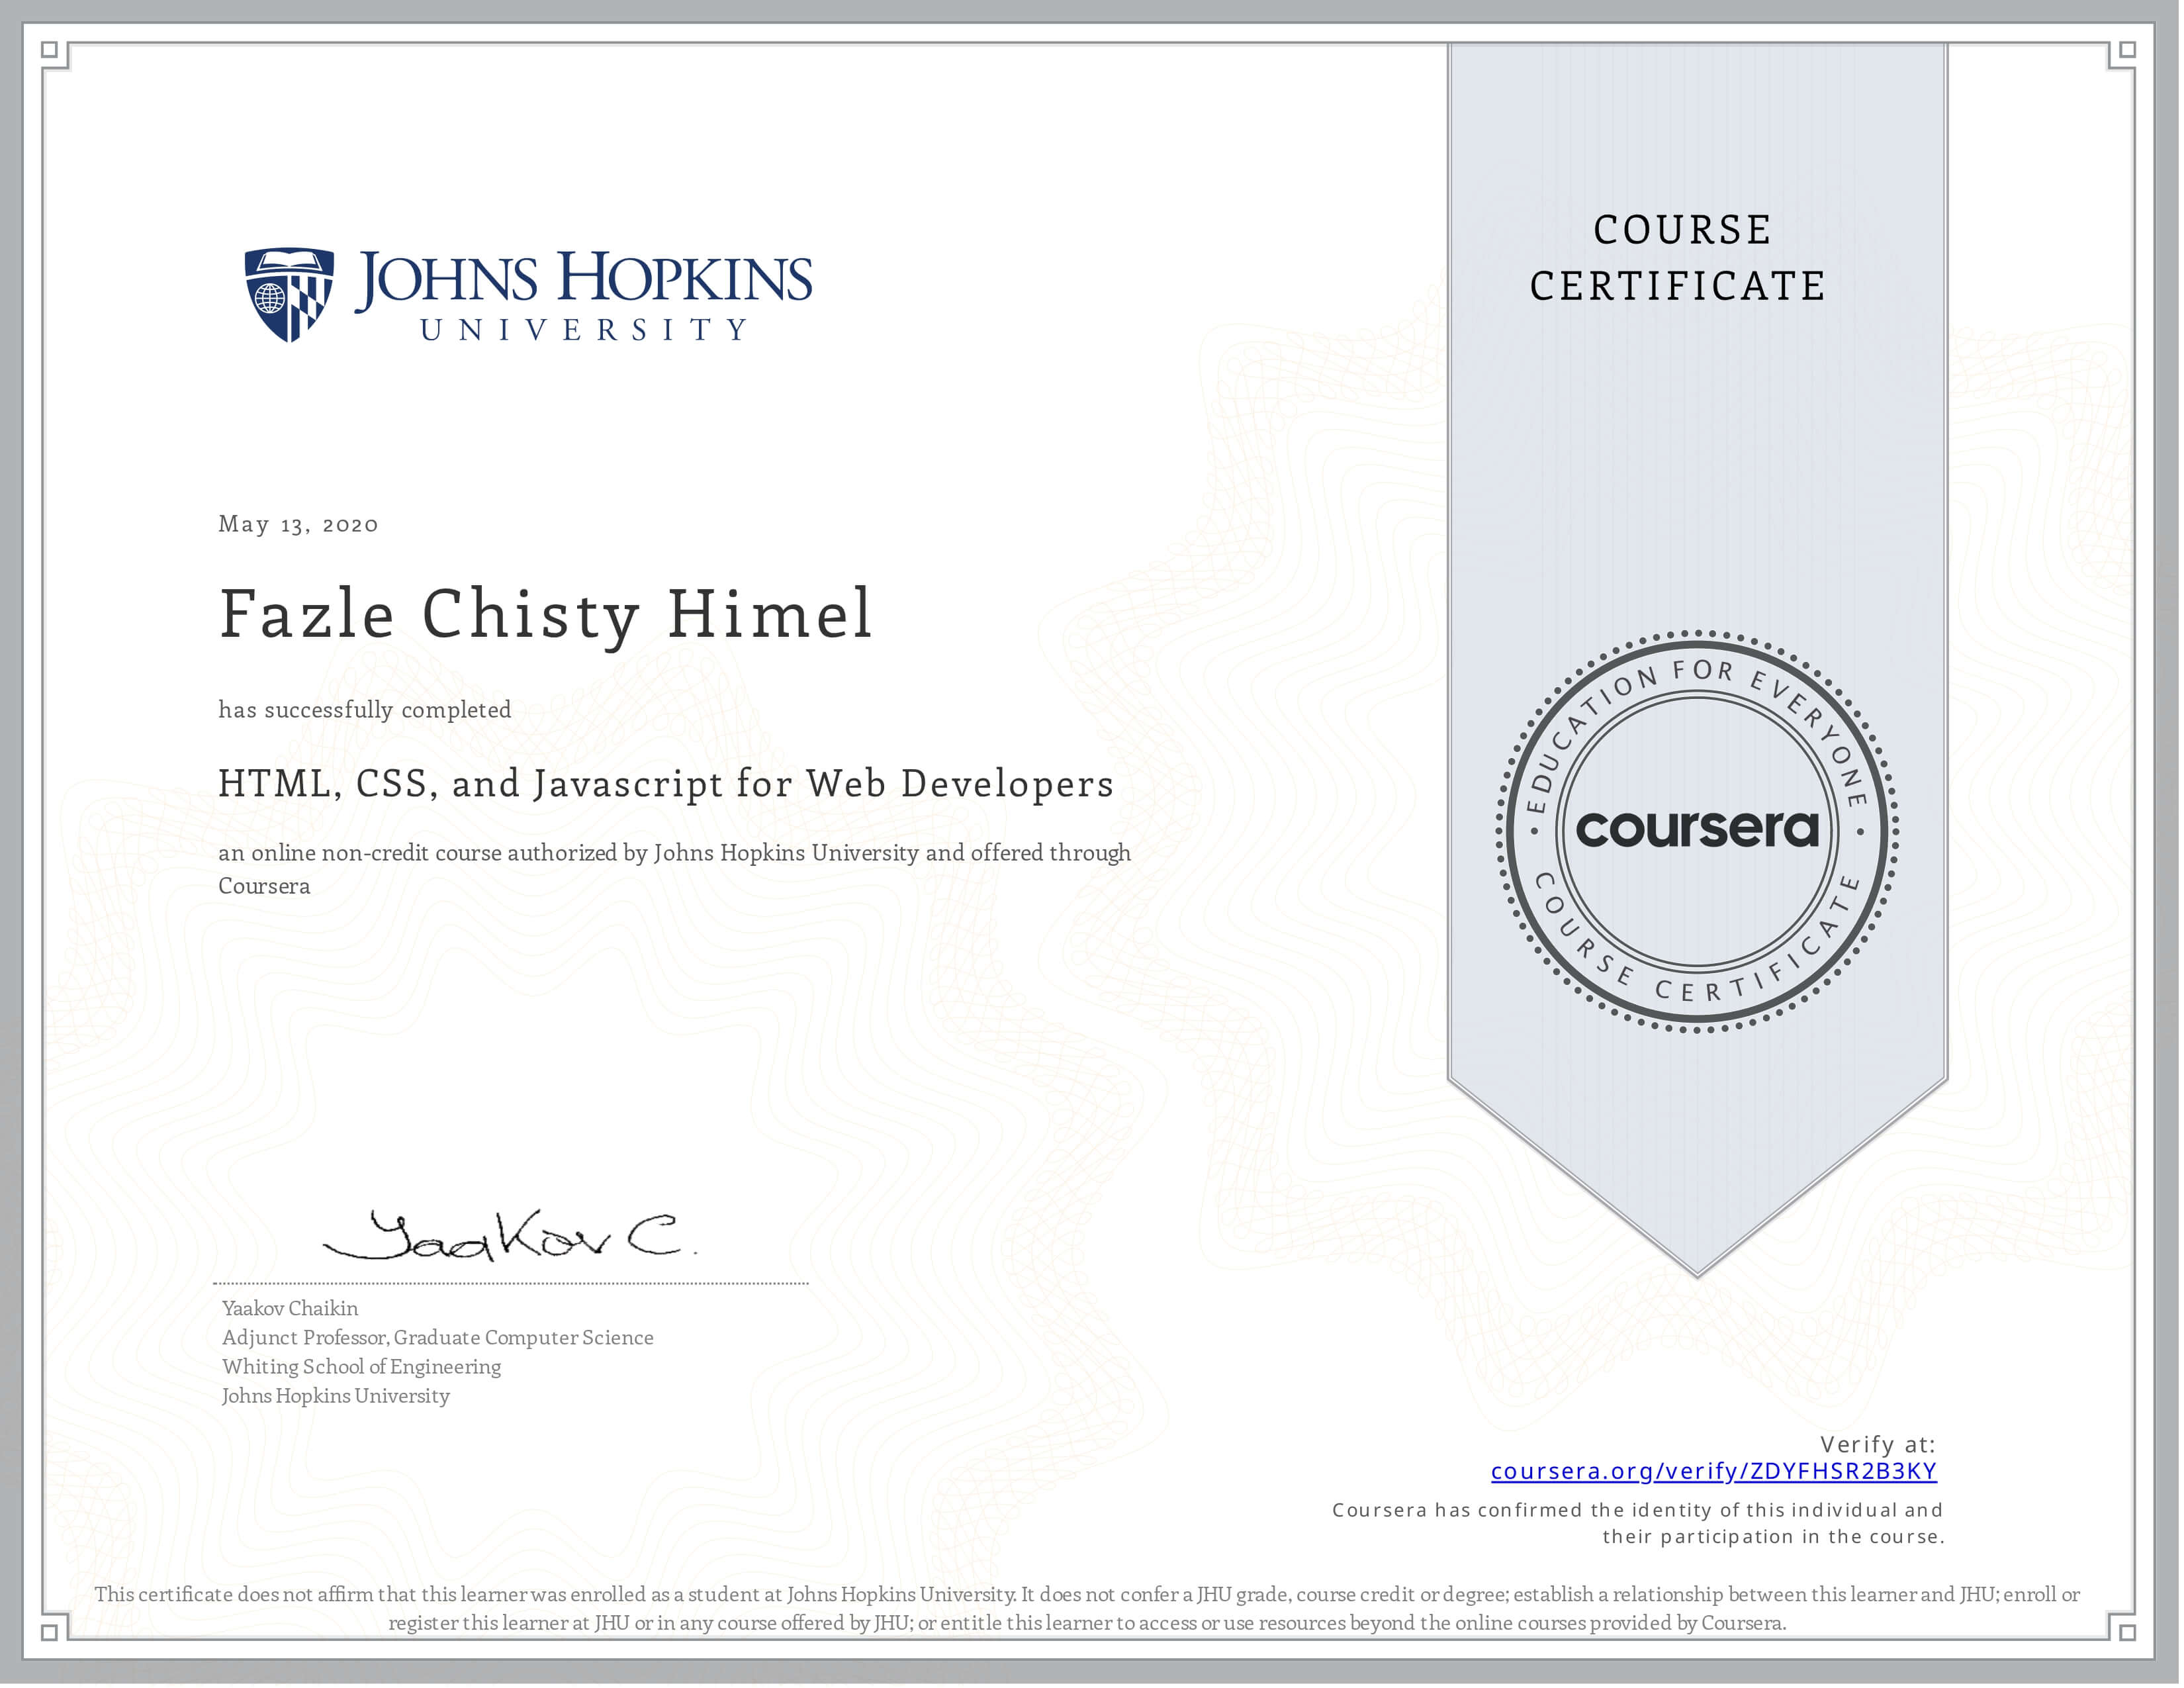 JOHNS HOPKINS
UNIVERSITY
COURSE
CERTIFICATE
May 13, 2020
Fazle Chisty Himel
has successfully completed
HTML, CSS, and Javascript for Web Developers
an online non-credit course authorized by Johns Hopkins University and offered through
Coursera
EDUCATION FOR EVERYONE
coursera
COURSE CERTIFICATE
Yaakov C.
Yaakov Chaikin
Adjunct Professor, Graduate Computer Science
Whiting School of Engineering
Johns Hopkins University
Verify at:
coursera.org/verify/ZDYFHSR2B3KY
Coursera has confirmed the identity of this individual and
their participation in the course.
This certificate does not affirm that this learner was enrolled as a student at Johns Hopkins University. It does not confer a JHU grade, course credit or degree; establish a relationship between this learner and JHU; enroll or
register this learner at JHU or in any course offered by JHU; or entitle this learner to access or use resources beyond the online courses provided by Coursera.